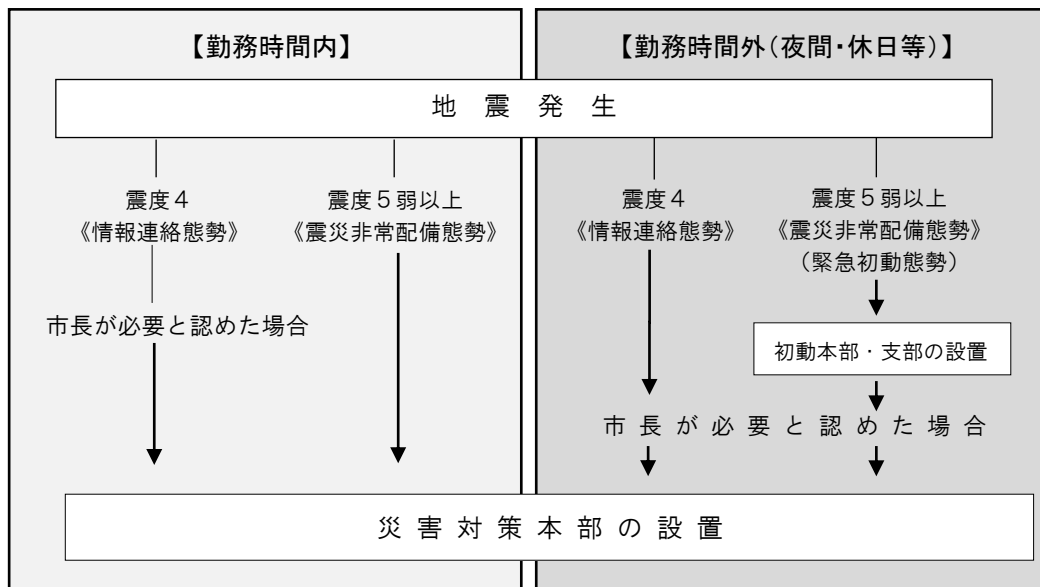 【勤務時間内】
【勤務時間外(夜間・休日等)】
地震発生
震度4
《情報連絡態勢》
震度5弱以上
《震災非常配備態勢》
震度4
《情報連絡態勢》
震度5弱以上
《震災非常配備態勢》
(緊急初動態勢)
市長が必要と認めた場合
初動本部・支部の設置
市長が必要と認めた場合
災害対策本部の設置